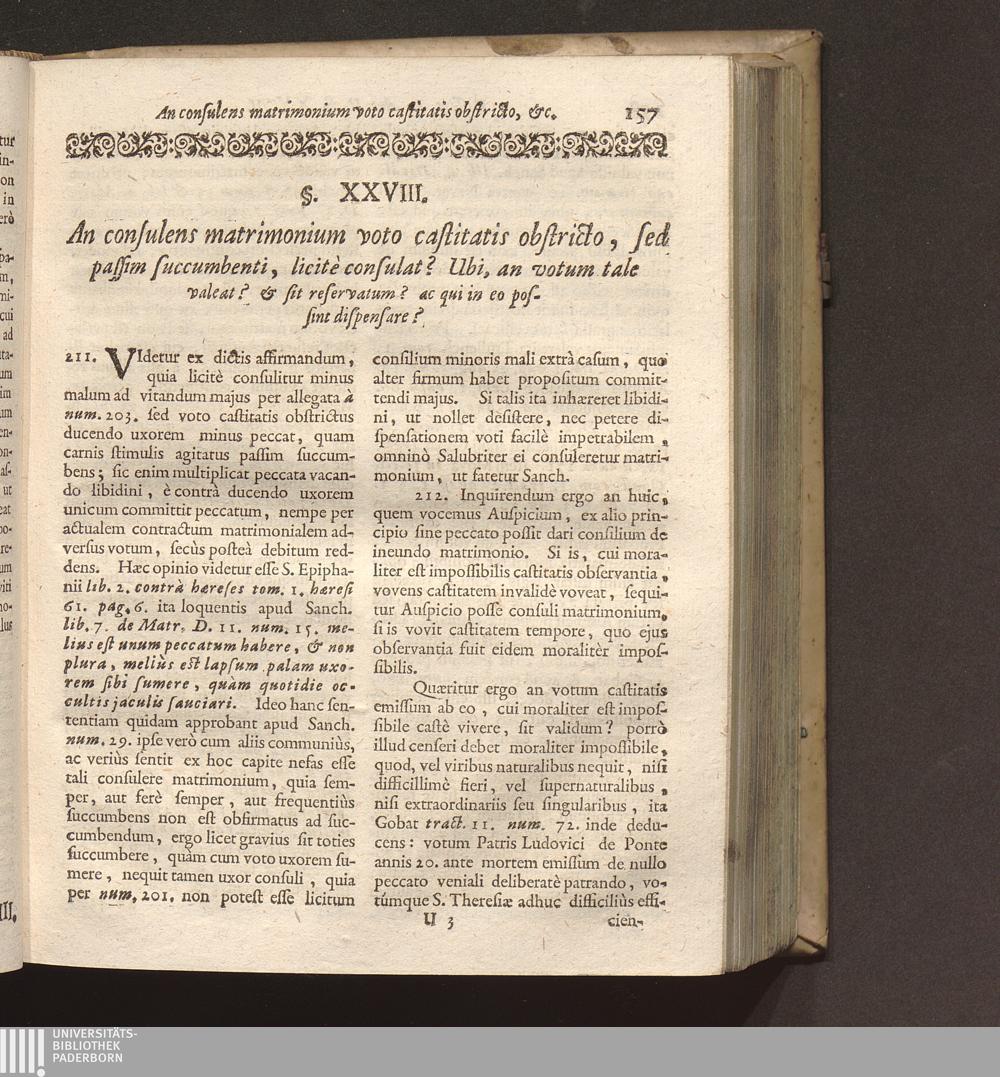 An conſulens matrimonium voto caſtitatis obſtricto, &c. 157
§. XXVIII.
An conſulens matrimonium voto caſtitatis obſtricto, ſed
paſſim ſuccumbenti, licitè conſulat? Ubi, an votum tale
valeat? & ſit reſervatum? ac qui in eo poſ-
ſint diſpenſare?
211. VIdetur ex dictis affirmandum,
quia licitè conſulitur minus
malum ad vitandum majus per allegata à
num. 203. ſed voto caſtitatis obſtrictus
ducendo uxorem minus peccat, quam
carnis ſtimulis agitatus paſſim ſuccum-
bens; ſic enim multiplicat peccata vacan-
do libidini, è contrà ducendo uxorem
unicum committit peccatum, nempe per
actualem contractum matrimonialem ad-
verſus votum, ſecùs poſteà debitum red-
dens. Hæc opinio videtur eſſe S. Epipha-
nii lib. 2. contrà hæreſes tom. 1. hæreſi
61. pag. 6. ita loquentis apud Sanch.
lib. 7. de Matr. D. 11. num. 15. me-
lius eſt unum peccatum habere, & non
plura, meliùs eſt lapſum palam uxo-
rem ſibi ſumere, quàm quotidie oc-
cultis jaculis ſauciari. Ideo hanc ſen-
tentiam quidam approbant apud Sanch.
num. 29. ipſe verò cum aliis communiùs,
ac veriùs ſentit ex hoc capite nefas eſſe
tali conſulere matrimonium, quia ſem-
per, aut ferè ſemper, aut frequentiùs
ſuccumbens non eſt obfirmatus ad ſuc-
cumbendum, ergo licet gravius ſit toties
ſuccumbere, quàm cum voto uxorem ſu-
mere, nequit tamen uxor conſuli, quia
per num. 201. non poteſt eſſe licitum
conſilium minoris mali extrà caſum, quo
alter firmum habet propoſitum commit-
tendi majus. Si talis ita inhæreret libidi-
ni, ut nollet deſiſtere, nec petere di-
ſpenſationem voti facilè impetrabilem,
omninò Salubriter ei conſuleretur matri-
monium, ut fatetur Sanch.
212. Inquirendum ergo an huic,
quem vocemus Auſpicium, ex alio prin-
cipio ſine peccato poſſit dari conſilium de
ineundo matrimonio. Si is, cui mora-
liter eſt impoſſibilis caſtitatis obſervantia,
vovens caſtitatem invalidè voveat, ſequi-
tur Auſpicio poſſe conſuli matrimonium,
ſi is vovit caſtitatem tempore, quo ejus
obſervantia fuit eidem moralitèr impoſ-
ſibilis.
Quæritur ergo an votum caſtitatis
emiſſum ab eo, cui moraliter eſt impoſ-
ſibile caſtè vivere, ſit validum? porrò
illud cenſeri debet moraliter impoſſibile,
quod, vel viribus naturalibus nequit, niſi
difficillimè fieri, vel ſupernaturalibus,
niſi extraordinariis ſeu ſingularibus, ita
Gobat tract. 11. num. 72. inde dedu-
cens: votum Patris Ludovici de Ponte
annis 20. ante mortem emiſſum de nullo
peccato veniali deliberatè patrando, vo-
túmque S. Thereſiæ adhuc difficiliùs effi-
U 3 cien-
UNIVERSITÄTS-
BIBLIOTHEK
PADERBORN